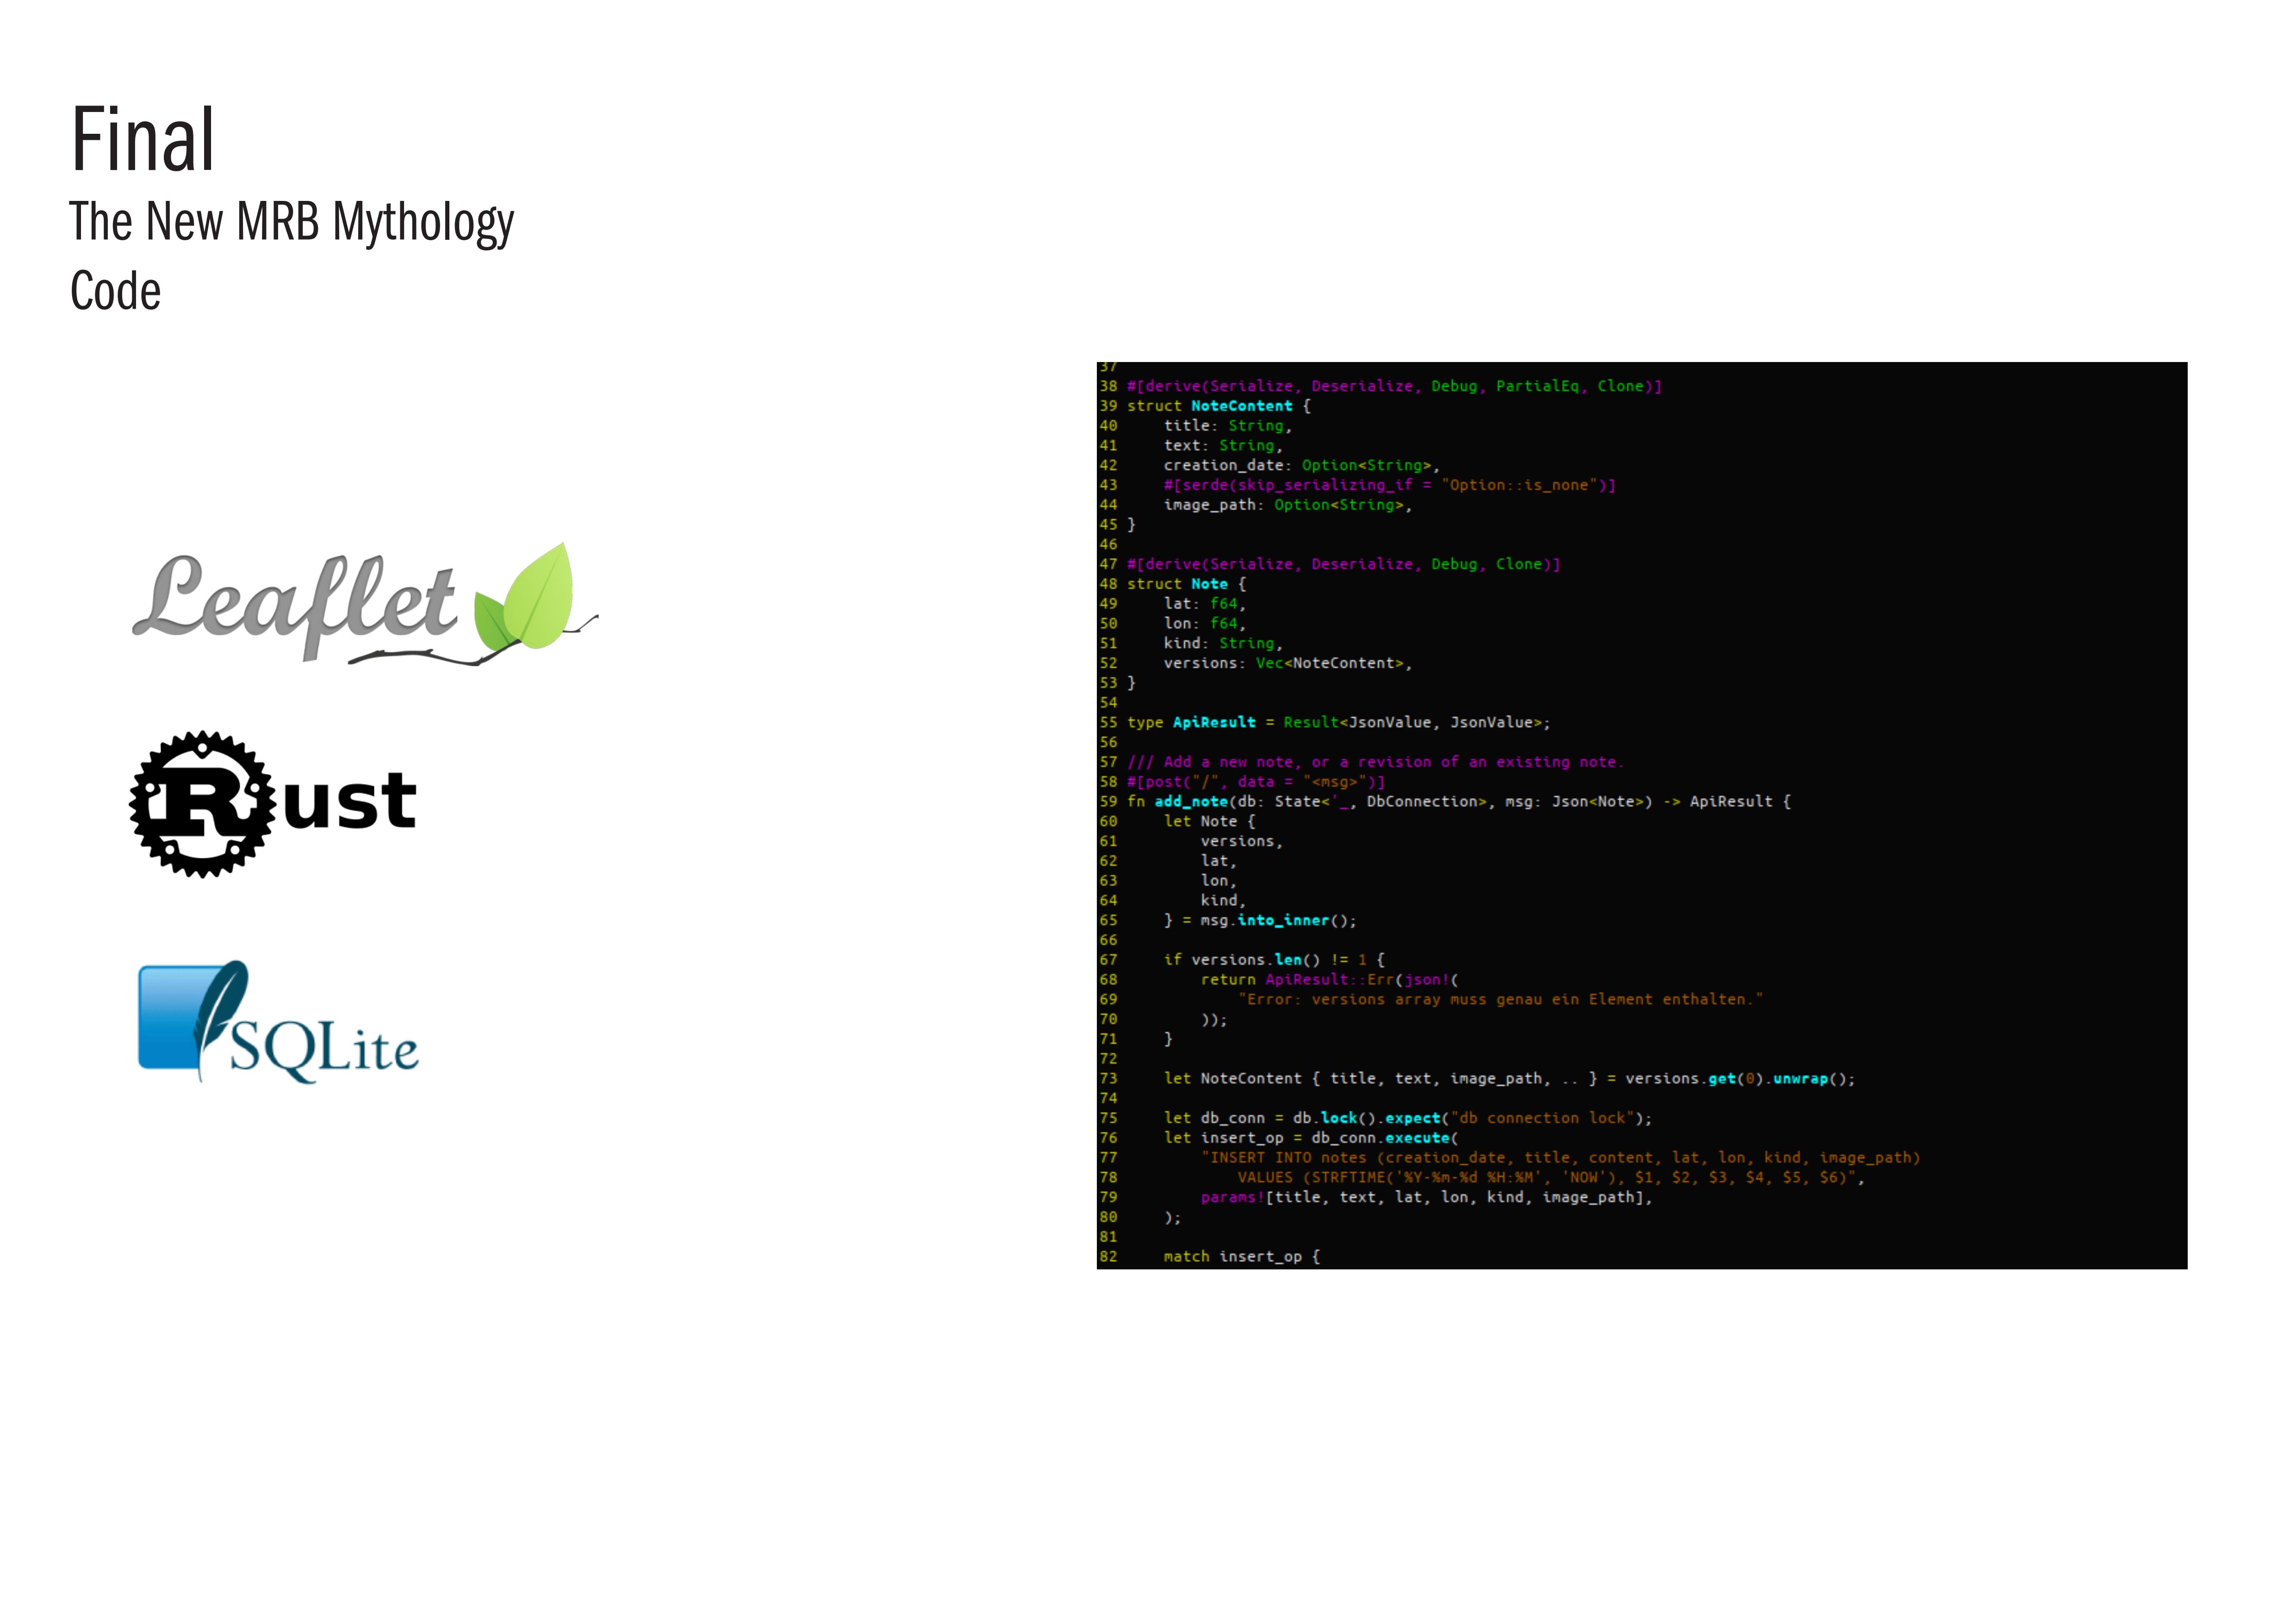 Final
The New MRB Mythology
Code
Leaflet
Rust
SQLite
37
38 #[derive(Serialize, Deserialize, Debug, PartialEq, Clone)]
39 struct NoteContent {
40     title: String,
41     text: String,
42     creation_date: Option<String>,
43     #[serde(skip_serializing_if = "Option::is_none")]
44     image_path: Option<String>,
45 }
46
47 #[derive(Serialize, Deserialize, Debug, Clone)]
48 struct Note {
49     lat: f64,
50     lon: f64,
51     kind: String,
52     versions: Vec<NoteContent>,
53 }
54
55 type ApiResult = Result<JsonValue, JsonValue>;
56
57 /// Add a new note, or a revision of an existing note.
58 #[post("/", data = "<msg>")]
59 fn add_note(db: State<'_, DbConnection>, msg: Json<Note>) -> ApiResult {
60     let Note {
61         versions,
62         lat,
63         lon,
64         kind,
65     } = msg.into_inner();
66
67     if versions.len() != 1 {
68         return ApiResult::Err(json!(
69             "Error: versions array muss genau ein Element enthalten."
70         ));
71     }
72
73     let NoteContent { title, text, image_path, .. } = versions.get(0).unwrap();
74
75     let db_conn = db.lock().expect("db connection lock");
76     let insert_op = db_conn.execute(
77         "INSERT INTO notes (creation_date, title, content, lat, lon, kind, image_path)
78             VALUES (STRFTIME('%Y-%m-%d %H:%M', 'NOW'), $1, $2, $3, $4, $5, $6)",
79         params![title, text, lat, lon, kind, image_path],
80     );
81
82     match insert_op {